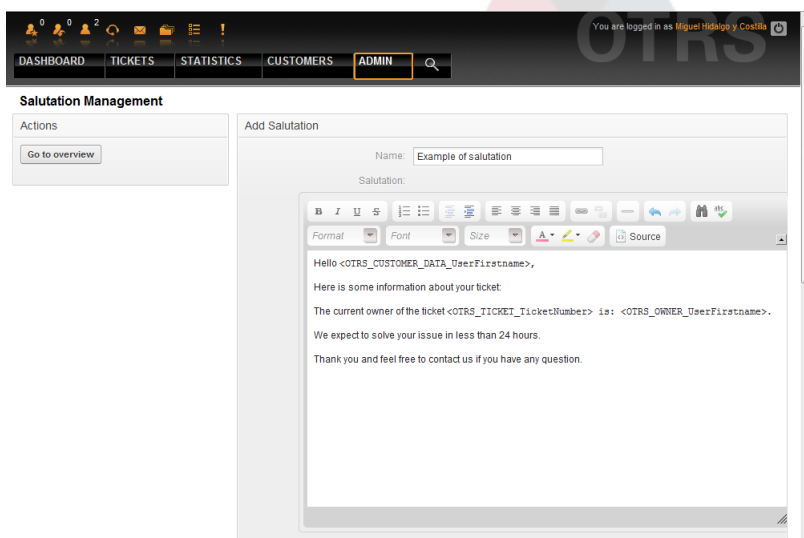 0 0 2
You are logged in as Miguel Hidalgo y Costilla
OTRS
DASHBOARD TICKETS STATISTICS CUSTOMERS ADMIN
Salutation Management
Actions
Go to overview
Add Salutation
Name: Example of salutation
Salutation:
B I U S
Format Font Size A Source
Hello <OTRS_CUSTOMER_DATA_UserFirstname>,
Here is some information about your ticket:
The current owner of the ticket <OTRS_TICKET_TicketNumber> is: <OTRS_OWNER_UserFirstname>.
We expect to solve your issue in less than 24 hours.
Thank you and feel free to contact us if you have any question.